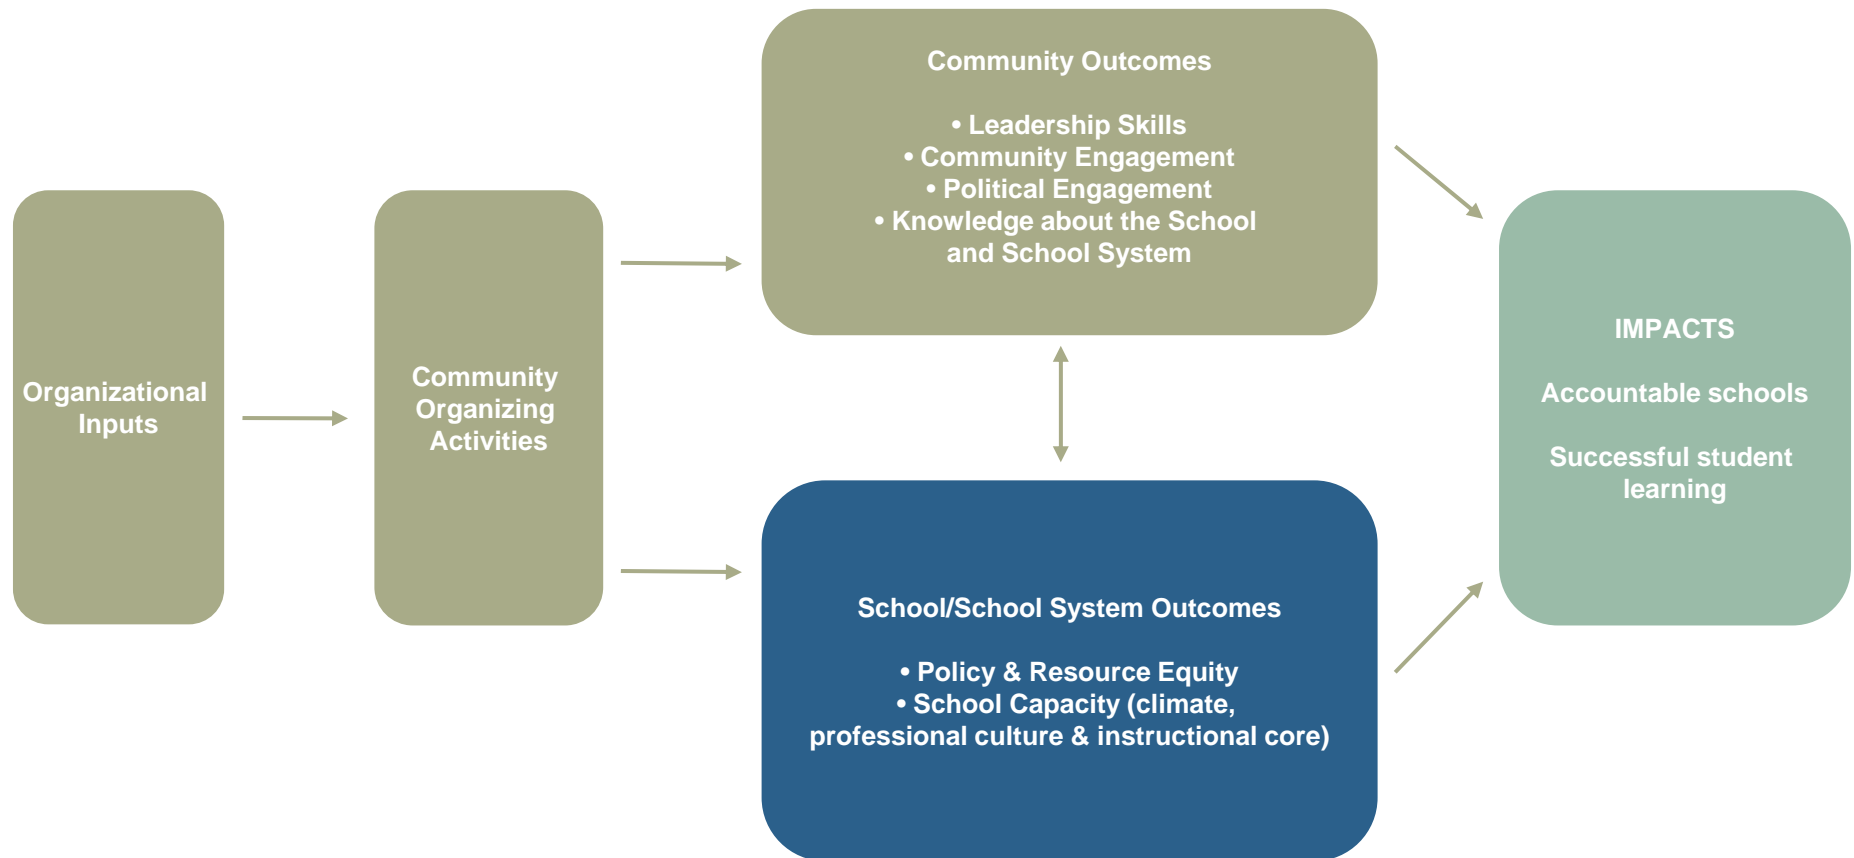 Organizational
Inputs
Community
Organizing
Activities
Community Outcomes
• Leadership Skills
• Community Engagement
• Political Engagement
• Knowledge about the School
and School System
School/School System Outcomes
• Policy & Resource Equity
• School Capacity (climate,
professional culture & instructional core)
IMPACTS
Accountable schools
Successful student
learning